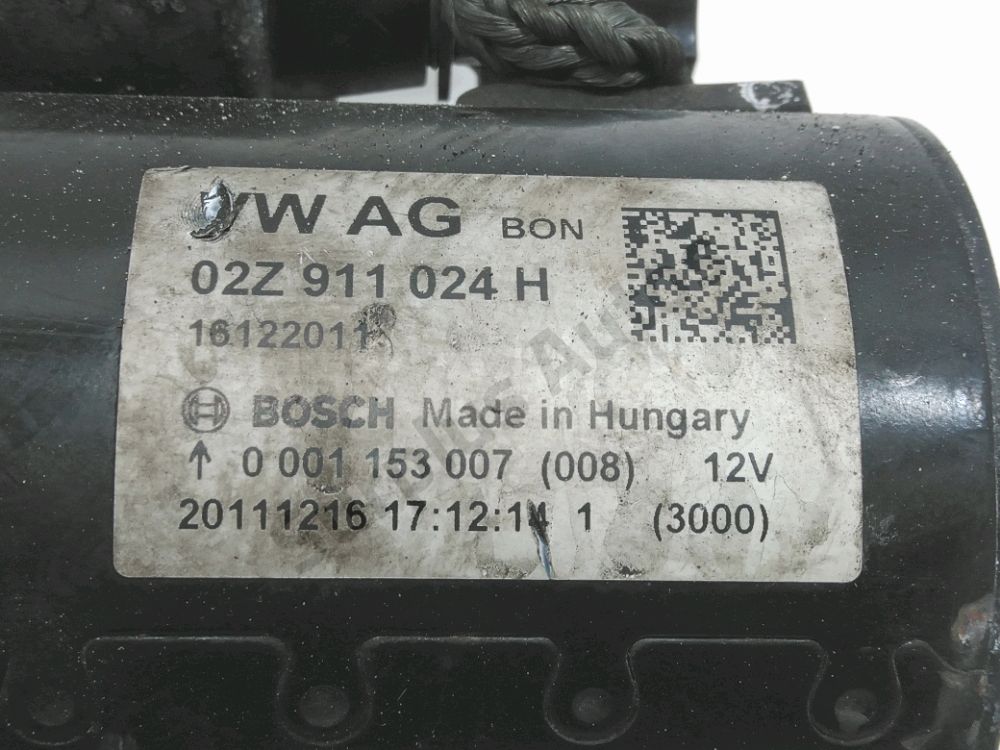 VW AG BON
02Z 911 024 H
16122011
BOSCH Made in Hungary
↑ 0 001 153 007 (008) 12V
20111216 17:12:14 1 (3000)